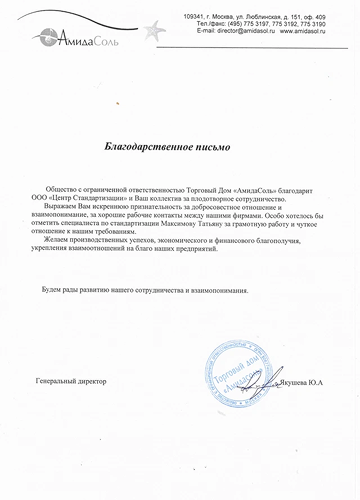 109341, г. Москва, ул. Люблинская, д. 151, оф. 409
Тел./факс: (495) 775 3197, 775 3192, 775 3190
E-mail: director@amidasol www.amidasol.ru
АмидаСоль
Благодарственное письмо
Общество с ограниченной ответственностью Торговый Дом «АмидаСоль» благодарит
ООО «Центр Стандартизации» и Ваш коллектив за плодотворное сотрудничество.
Выражаем Вам искреннюю признательность за добросовестное отношение и
взаимопонимание, за хорошие рабочие контакты между нашими фирмами. Особо хотелось бы
отметить специалиста по стандартизации Максимову Татьяну за грамотную работу и чуткое
отношение к нашим требованиям.
Желаем производственных успехов, экономического и финансового благополучия,
укрепления взаимоотношений на благо наших предприятий.
Будем рады развитию нашего сотрудничества и взаимопонимания.
Генеральный директор
Якушева Ю.А
Торговый дом
«Амидасоль»